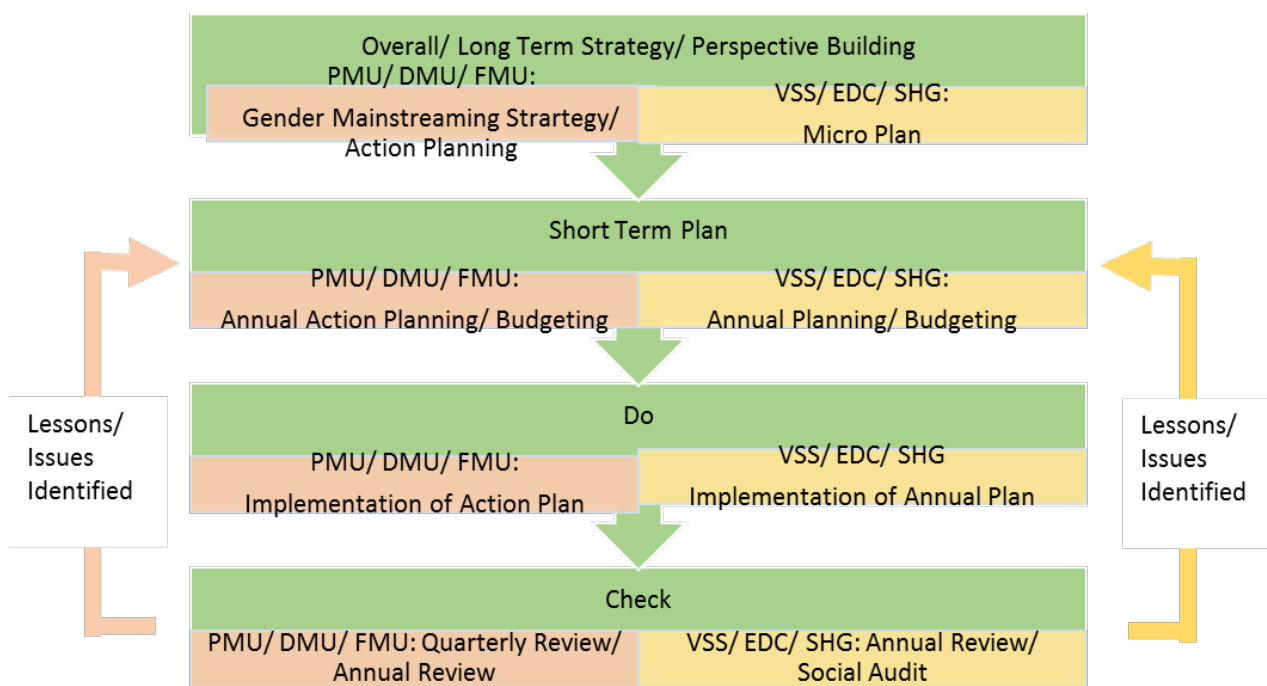 Overall/ Long Term Strategy/ Perspective Building
PMU/ DMU/ FMU:
Gender Mainstreaming Strartegy/
Action Planning
VSS/ EDC/ SHG:
Micro Plan
Short Term Plan
PMU/ DMU/ FMU:
Annual Action Planning/ Budgeting
VSS/ EDC/ SHG:
Annual Planning/ Budgeting
Do
PMU/ DMU/ FMU:
Implementation of Action Plan
VSS/ EDC/ SHG
Implementation of Annual Plan
Check
PMU/ DMU/ FMU: Quarterly Review/
Annual Review
VSS/ EDC/ SHG: Annual Review/
Social Audit
Lessons/
Issues
Identified
Lessons/
Issues
Identified